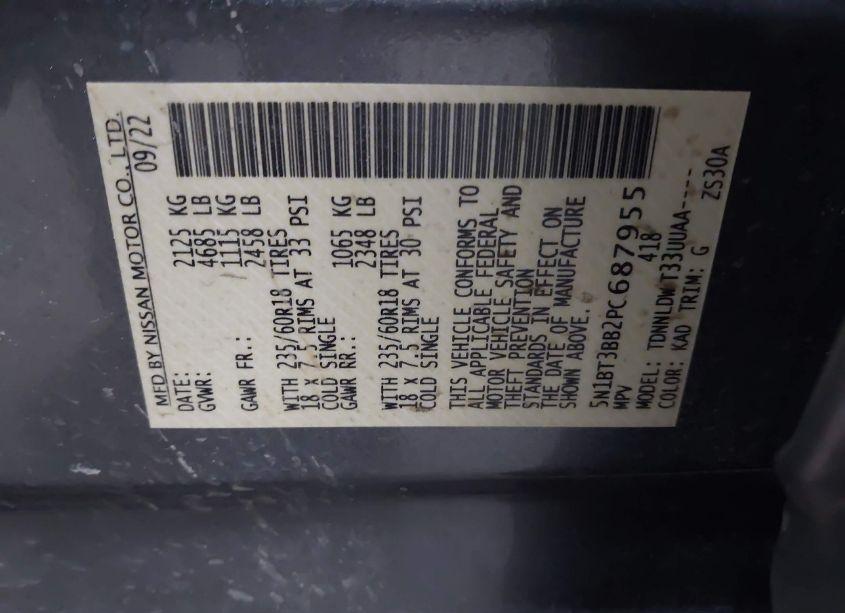 MFD BY NISSAN MOTOR CO., LTD.
DATE: 09/22
GVWR: 2125 KG
4685 LB
GAWR FR.: 1115 KG
2458 LB
WITH 235/60R18 TIRES
18 X 7.5 RIMS AT 33 PSI
COLD SINGLE
GAWR RR.: 1065 KG
2348 LB
WITH 235/60R18 TIRES
18 X 7.5 RIMS AT 30 PSI
COLD SINGLE
THIS VEHICLE CONFORMS TO
ALL APPLICABLE FEDERAL
MOTOR VEHICLE SAFETY AND
THEFT PREVENTION
STANDARDS IN EFFECT ON
THE DATE OF MANUFACTURE
SHOWN ABOVE.
5N1BT3BB2PC687955
MPV 418
MODEL:
COLOR: KAD TRIM: G ZS30A